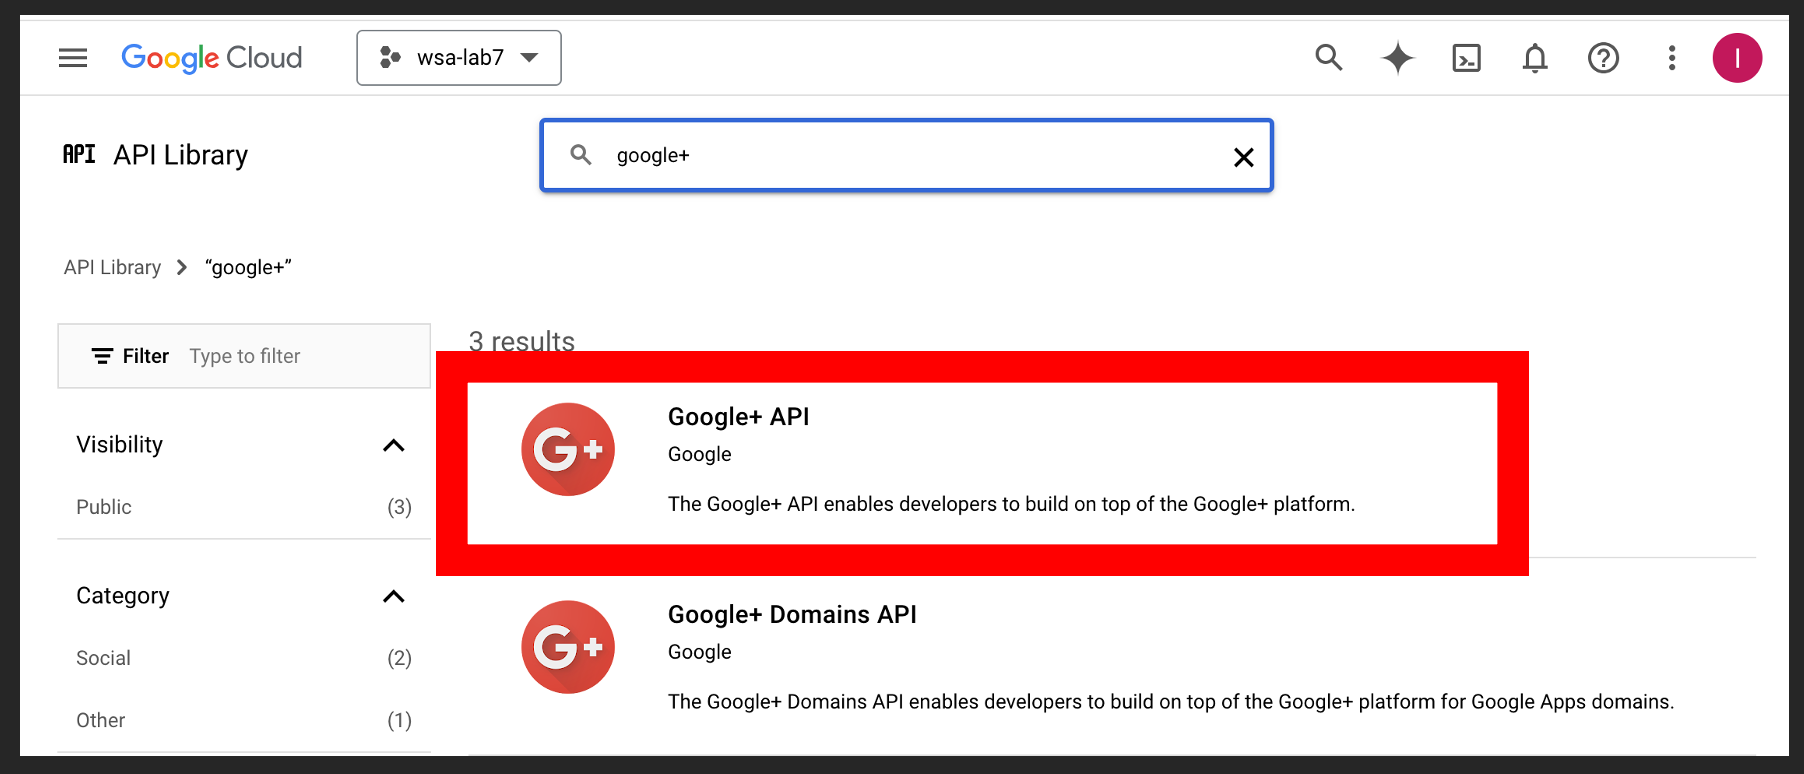 Google Cloud
wsa-lab7
I
API API Library
google+
API Library
“google+”
Filter Type to filter
3 results
Visibility
Public (3)
Category
Social (2)
Other (1)
G+
Google+ API
Google
The Google+ API enables developers to build on top of the Google+ platform.
G+
Google+ Domains API
Google
The Google+ Domains API enables developers to build on top of the Google+ platform for Google Apps domains.